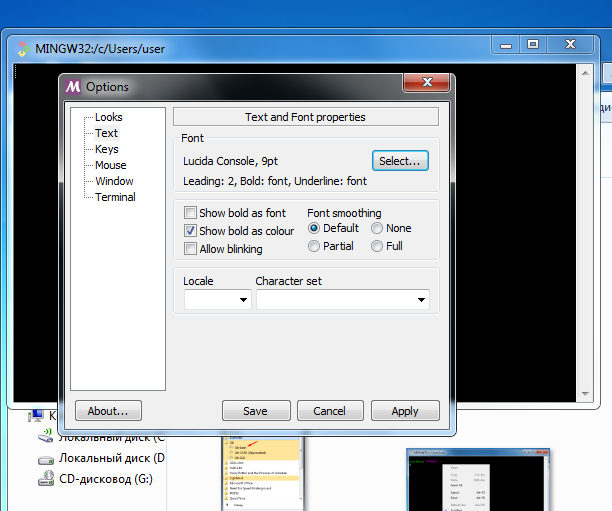 MINGW32:/c/Users/user
Options
Looks
Text
Keys
Mouse
Window
Terminal
Text and Font properties
Font
Lucida Console, 9pt
Select...
Leading: 2, Bold: font, Underline: font
Show bold as font
Show bold as colour
Allow blinking
Font smoothing
Default
None
Partial
Full
Locale
Character set
About...
Save
Cancel
Apply
Локальный диск (C
Локальный диск (D
CD-дисковод (G:)